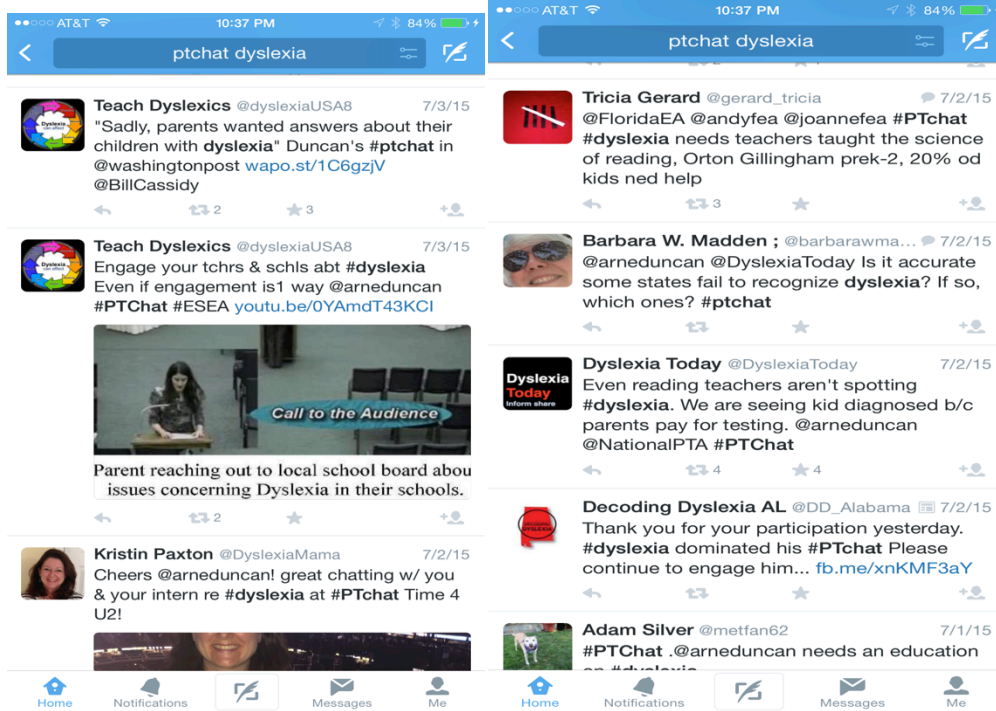 AT&T 10:37 PM 84%
ptchat dyslexia
Teach Dyslexics @dyslexiaUSA8 7/3/15
"Sadly, parents wanted answers about their
children with dyslexia" Duncan's #ptchat in
@washingtonpost wapo.st/1C6gzjV
@BillCassidy
2 3
Teach Dyslexics @dyslexiaUSA8 7/3/15
Engage your tchrs & schls abt #dyslexia
Even if engagement is1 way @arneduncan
#PTChat #ESEA youtu.be/0YAmdT43KCI
Call to the Audience
Parent reaching out to local school board abou
issues concerning Dyslexia in their schools.
2
Kristin Paxton @DyslexiaMama 7/2/15
Cheers @arneduncan! great chatting w/ you
& your intern re #dyslexia at #PTchat Time 4
U2!
Home Notifications Messages Me
AT&T 10:37 PM 84%
ptchat dyslexia
Tricia Gerard @gerard_tricia 7/2/15
@FloridaEA @andyfea @joannefea #PTchat
#dyslexia needs teachers taught the science
of reading, Orton Gillingham prek-2, 20% od
kids ned help
3
Barbara W. Madden ; @barbarawma... 7/2/15
@arneduncan @DyslexiaToday Is it accurate
some states fail to recognize dyslexia? If so,
which ones? #ptchat
Dyslexia
Today
Inform share
Dyslexia Today @DyslexiaToday 7/2/15
Even reading teachers aren't spotting
#dyslexia. We are seeing kid diagnosed b/c
parents pay for testing. @arneduncan
@NationalPTA #PTChat
4 4
DECODING
DYSLEXIA
Decoding Dyslexia AL @DD_Alabama 7/2/15
Thank you for your participation yesterday.
#dyslexia dominated his #PTchat Please
continue to engage him... fb.me/xnKMF3aY
Adam Silver @metfan62 7/1/15
#PTChat .@arneduncan needs an education
on #dyslexia
Home Notifications Messages Me